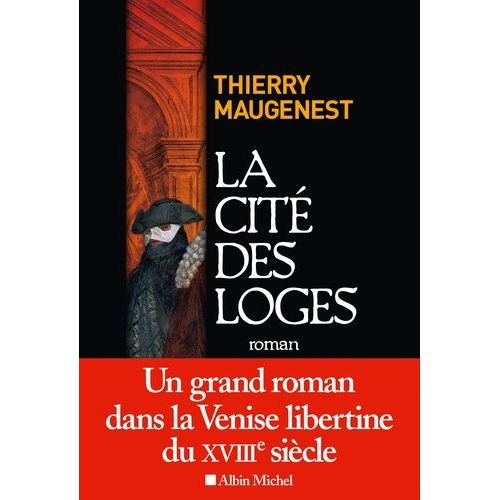 THIERRY
MAUGENEST
LA
CITÉ
DES
LOGES
roman
Un grand roman
dans la Venise libertine
du XVIIIe siècle
Albin Michel